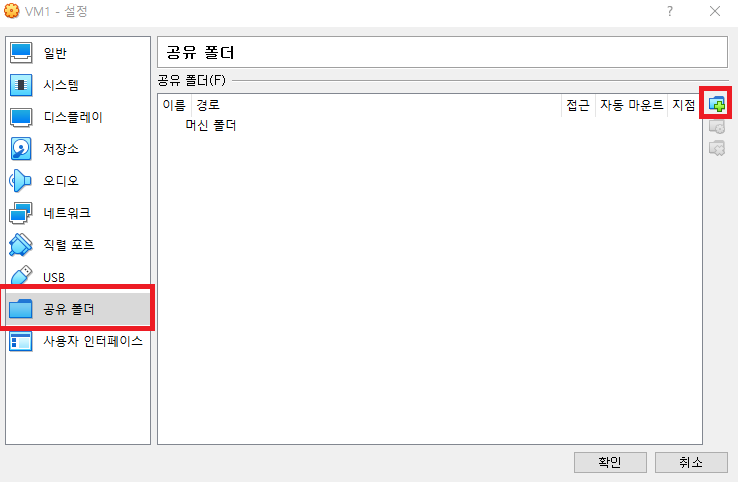 VM1 - 설정
?
일반
시스템
디스플레이
저장소
오디오
네트워크
직렬 포트
USB
공유 폴더
사용자 인터페이스
공유 폴더
공유 폴더(F)
이름 경로 접근 자동 마운트 지점
머신 폴더
확인 취소